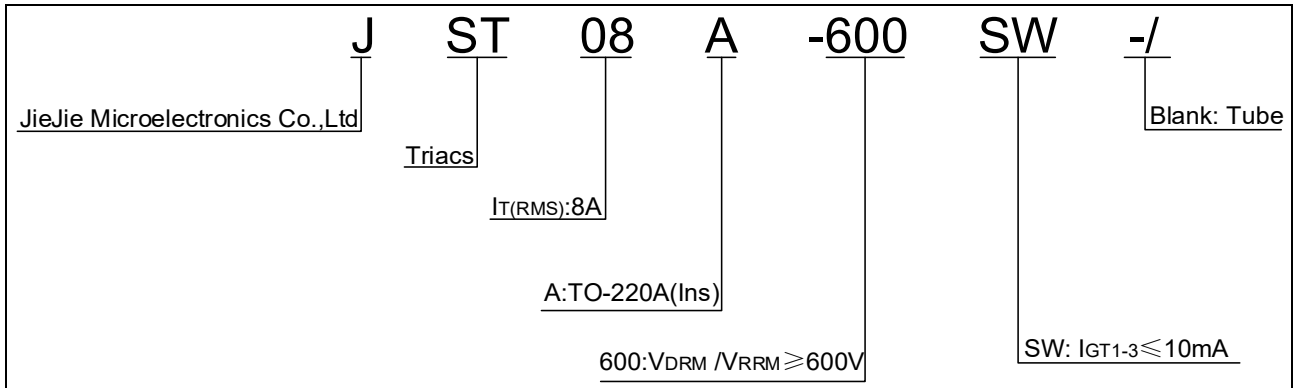 J ST 08 A -600 SW -/
JieJie Microelectronics Co.,Ltd
Blank: Tube
Triacs
IT(RMS):8A
A:TO-220A(Ins)
600:VDRM /VRRM≥600V
SW: IGT1-3≤10mA